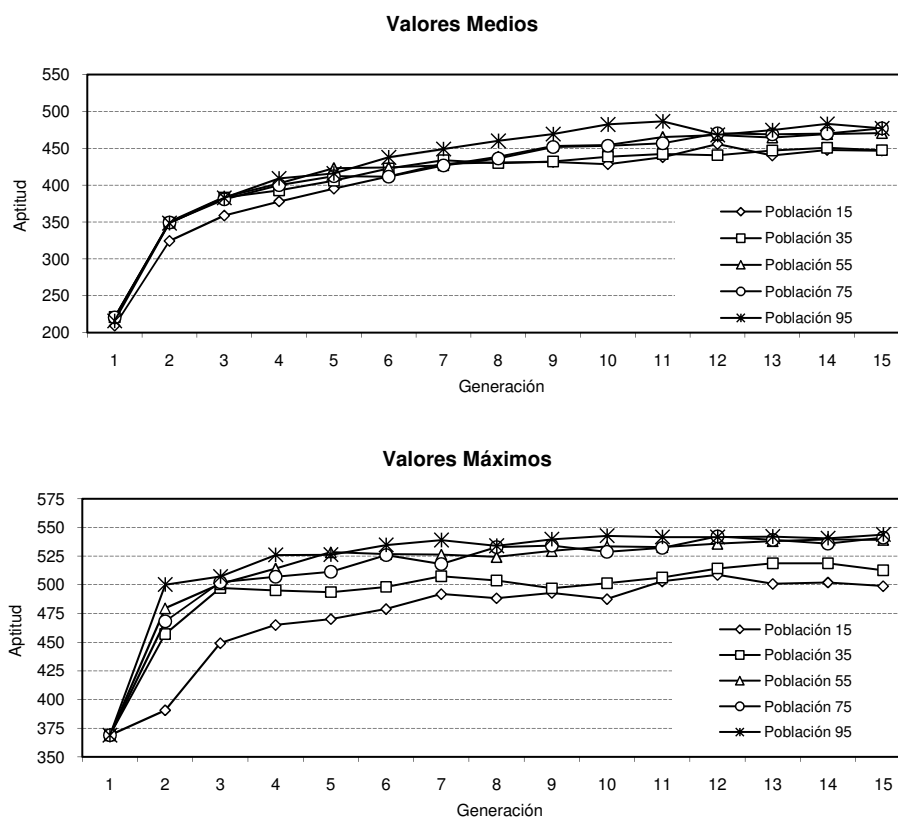 Valores Medios
550
500
450
400
350
300
250
200
Aptitud
1 2 3 4 5 6 7 8 9 10 11 12 13 14 15
Generación
Población 15
Población 35
Población 55
Población 75
Población 95
Valores Máximos
575
550
525
500
475
450
425
400
375
350
Aptitud
1 2 3 4 5 6 7 8 9 10 11 12 13 14 15
Generación
Población 15
Población 35
Población 55
Población 75
Población 95